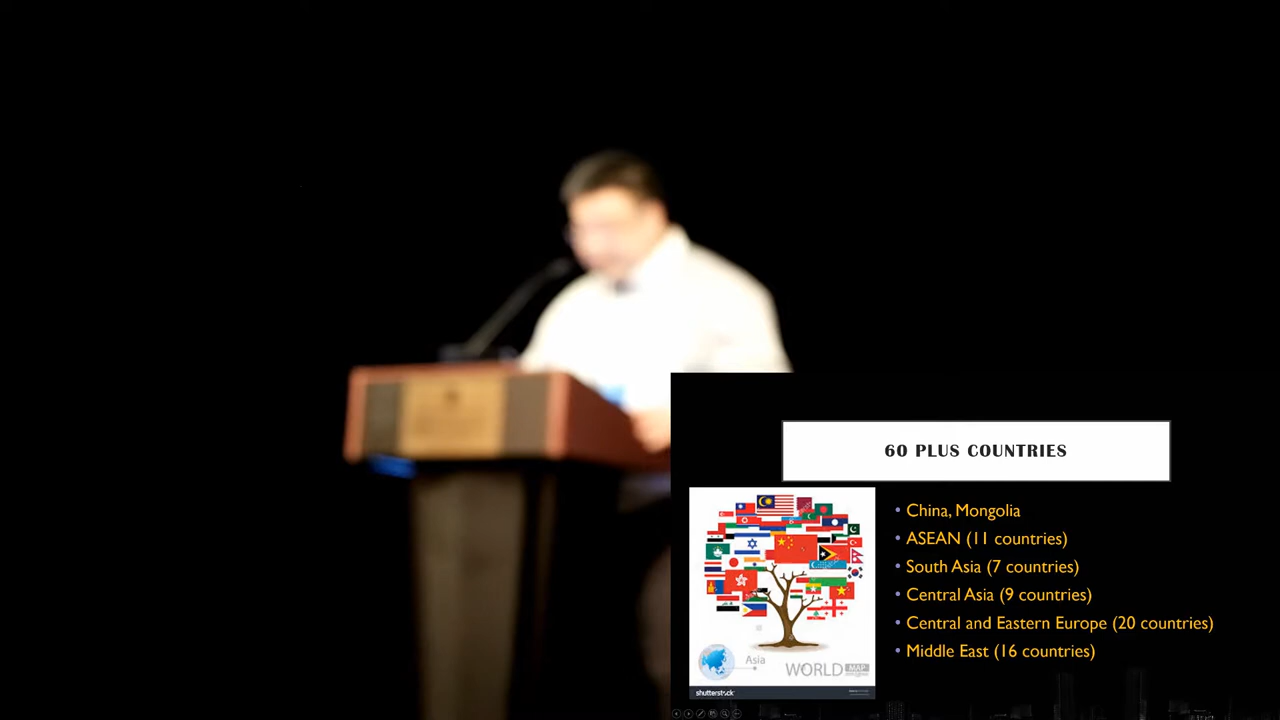 60 PLUS COUNTRIES
• China, Mongolia
• ASEAN (11 countries)
• South Asia (7 countries)
• Central Asia (9 countries)
• Central and Eastern Europe (20 countries)
• Middle East (16 countries)
Asia
WORLD MAP
shutterstock